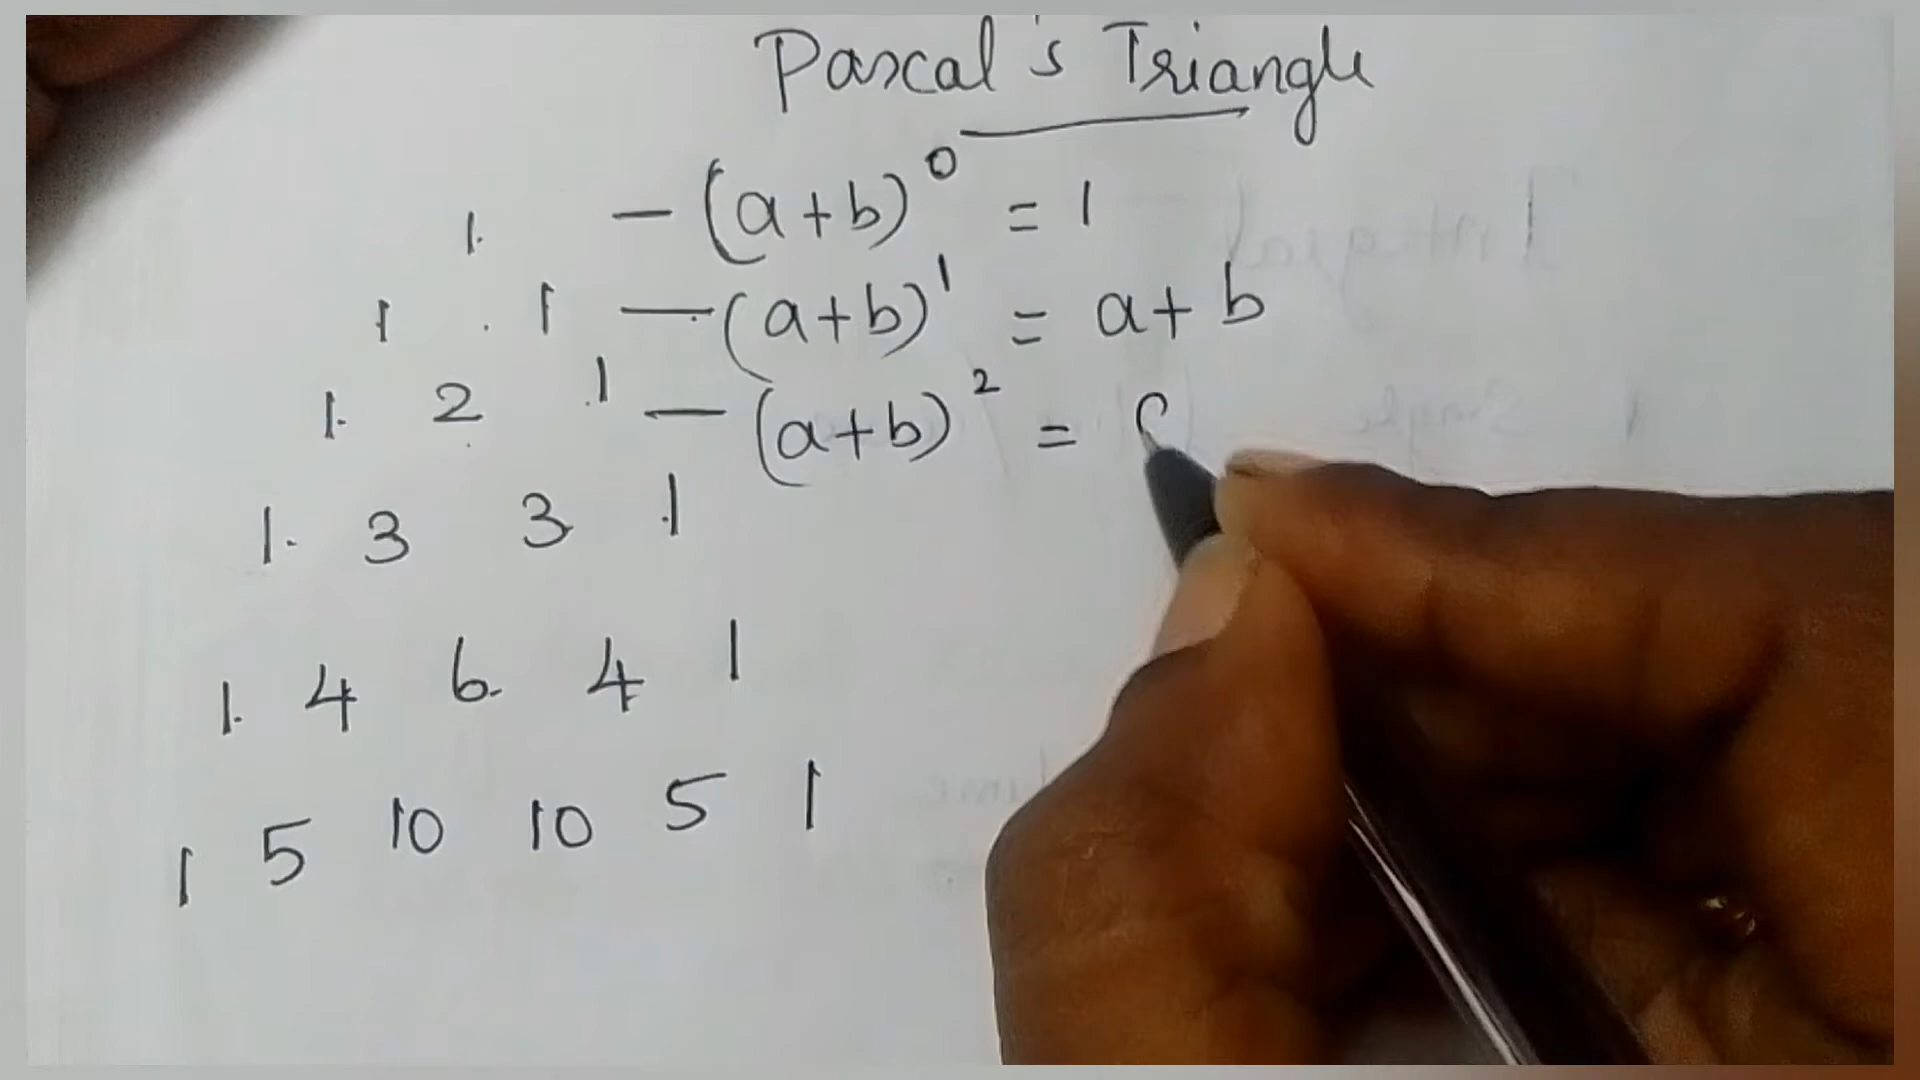 Pascal's Triangle
1. — (a+b)⁰ = 1
1 . 1 — (a+b)¹ = a+b
1. 2 1 — (a+b)² =
1. 3 3 1
1. 4 6 4 1
1 5 10 10 5 1